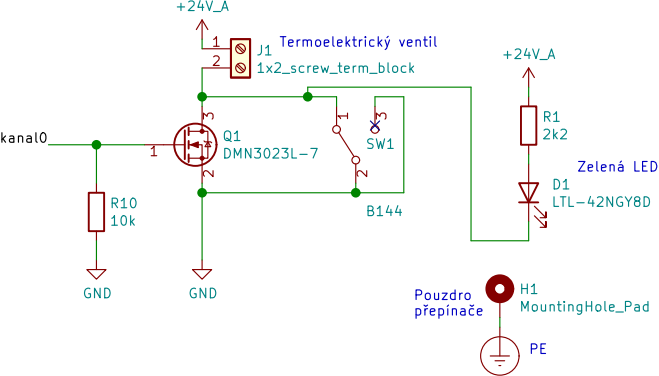 +24V_A
1
2
J1
Termoelektrický ventil
1x2_screw_term_block
+24V_A
kanal0
1
3
Q1
DMN3023L-7
2
1
3
SW1
2
B144
R1
2k2
Zelená LED
D1
LTL-42NGY8D
R10
10k
GND
GND
Pouzdro
přepínače
H1
MountingHole_Pad
PE